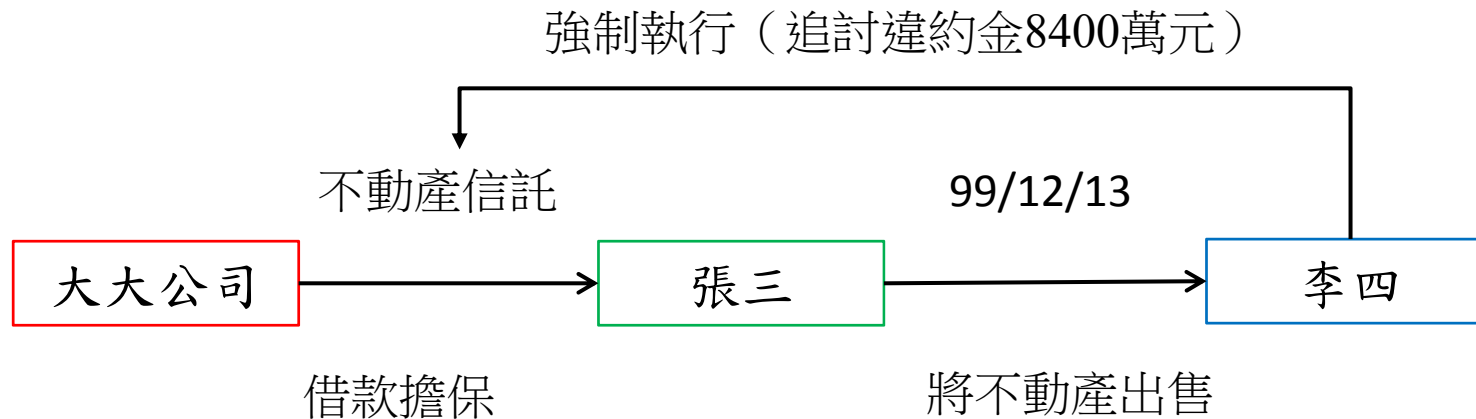 強制執行（追討違約金8400萬元）
不動產信託
99/12/13
大大公司
張三
李四
借款擔保
將不動產出售